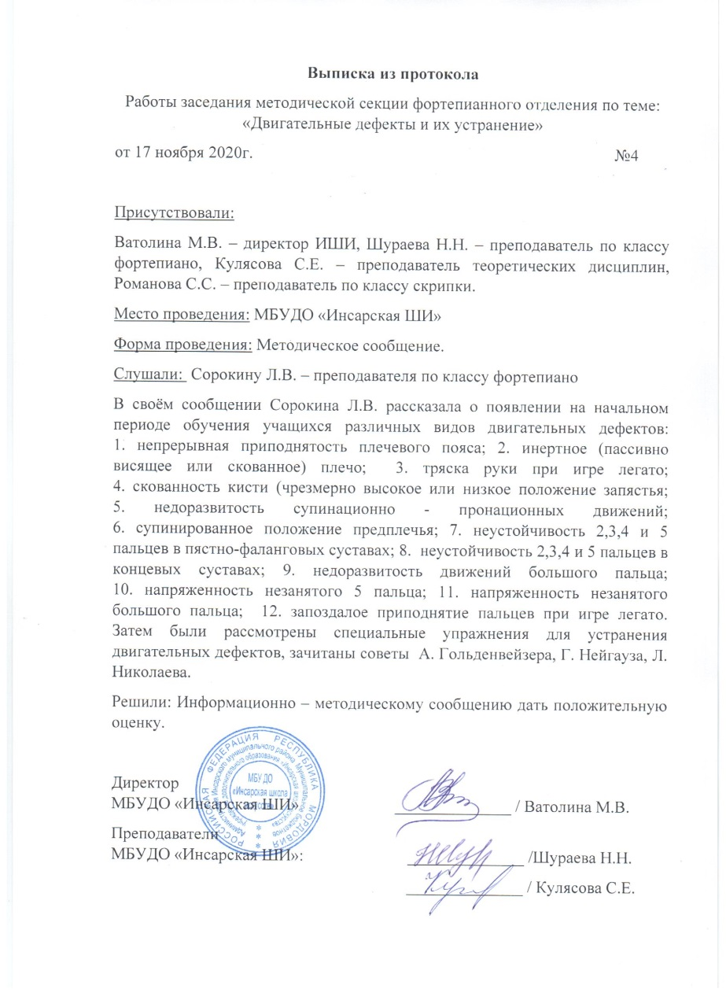 Выписка из протокола
Работы заседания методической секции фортепианного отделения по теме:
«Двигательные дефекты и их устранение»
от 17 ноября 2020г. №4
Присутствовали:
Ватолина М.В. – директор ИШИ, Шураева Н.Н. – преподаватель по классу
фортепиано, Кулясова С.Е. – преподаватель теоретических дисциплин,
Романова С.С. – преподаватель по классу скрипки.
Место проведения: МБУДО «Инсарская ШИ»
Форма проведения: Методическое сообщение.
Слушали: Сорокину Л.В. – преподавателя по классу фортепиано
В своём сообщении Сорокина Л.В. рассказала о появлении на начальном
периоде обучения учащихся различных видов двигательных дефектов:
1. непрерывная приподнятость плечевого пояса; 2. инертное (пассивно
висящее или скованное) плечо; 3. тряска руки при игре легато;
4. скованность кисти (чрезмерно высокое или низкое положение запястья;
5. недоразвитость супинационно - пронационных движений;
6. супинированное положение предплечья; 7. неустойчивость 2,3,4 и 5
пальцев в пястно-фаланговых суставах; 8. неустойчивость 2,3,4 и 5 пальцев в
концевых суставах; 9. недоразвитость движений большого пальца;
10. напряженность незанятого 5 пальца; 11. напряженность незанятого
большого пальца; 12. запоздалое приподнятие пальцев при игре легато.
Затем были рассмотрены специальные упражнения для устранения
двигательных дефектов, зачитаны советы А. Гольденвейзера, Г. Нейгауза, Л.
Николаева.
Решили: Информационно – методическому сообщению дать положительную
оценку.
РОССИЙСКАЯ ФЕДЕРАЦИЯ РЕСПУБЛИКА МОРДОВИЯ
МБУ ДО
«Инсарская школа
Директор
МБУДО «Инсарская ШИ» / Ватолина М.В.
Преподаватели
МБУДО «Инсарская ШИ»: /Шураева Н.Н.
/ Кулясова С.Е.